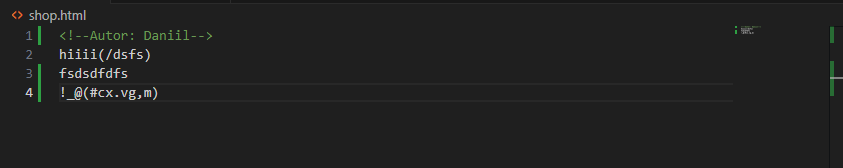 shop.html
1 <!--Autor: Daniil-->
2 hiiii(/dsfs)
3 fsdsdfdfs
4 !_@(#cx.vg,m)